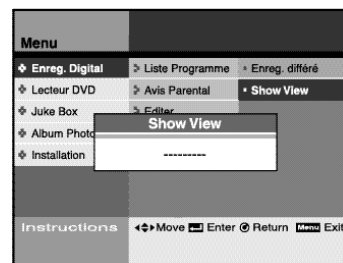 Menu
Enreg. Digital
Liste Programme
Enreg. différé
Lecteur DVD
Avis Parental
Show View
Juke Box
Editer
Album Photo
Show View
Installation
---------
Instructions
Move Enter Return Menu Exit